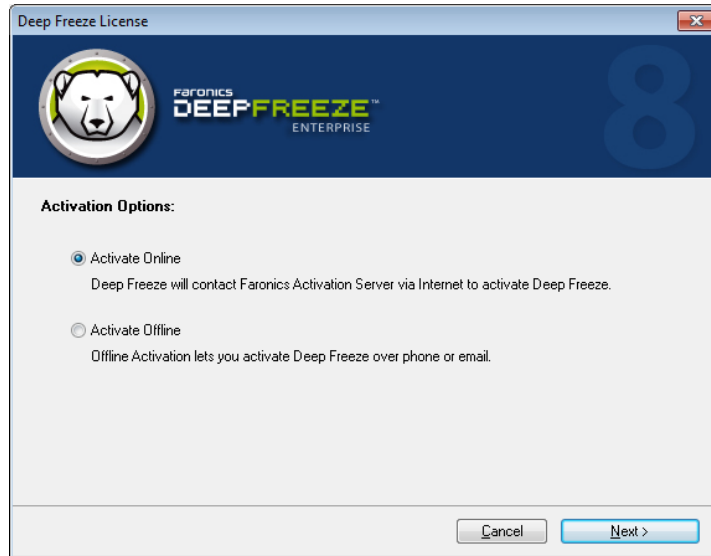 Deep Freeze License
FARONICS
DEEPFREEZE™
ENTERPRISE
8
Activation Options:
Activate Online
Deep Freeze will contact Faronics Activation Server via Internet to activate Deep Freeze.
Activate Offline
Offline Activation lets you activate Deep Freeze over phone or email.
Cancel
Next >